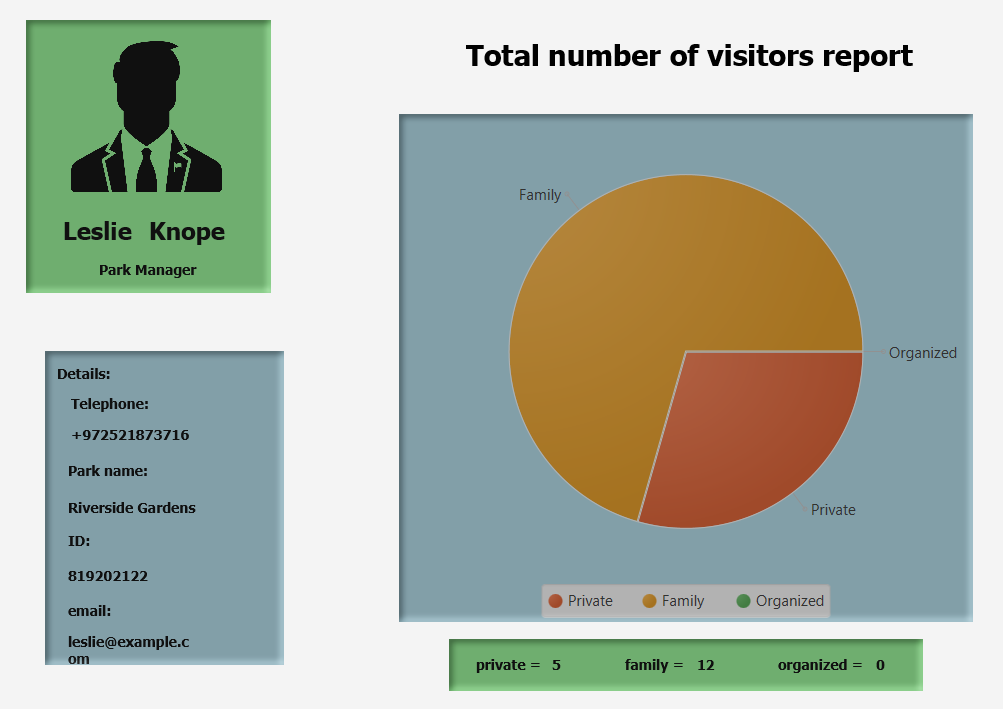 Leslie Knope
Park Manager
Details:
Telephone:
+972521873716
Park name:
Riverside Gardens
ID:
819202122
email:
leslie@example.c
om
Total number of visitors report
Family
Organized
Private
Private Family Organized
private = 5 family = 12 organized = 0